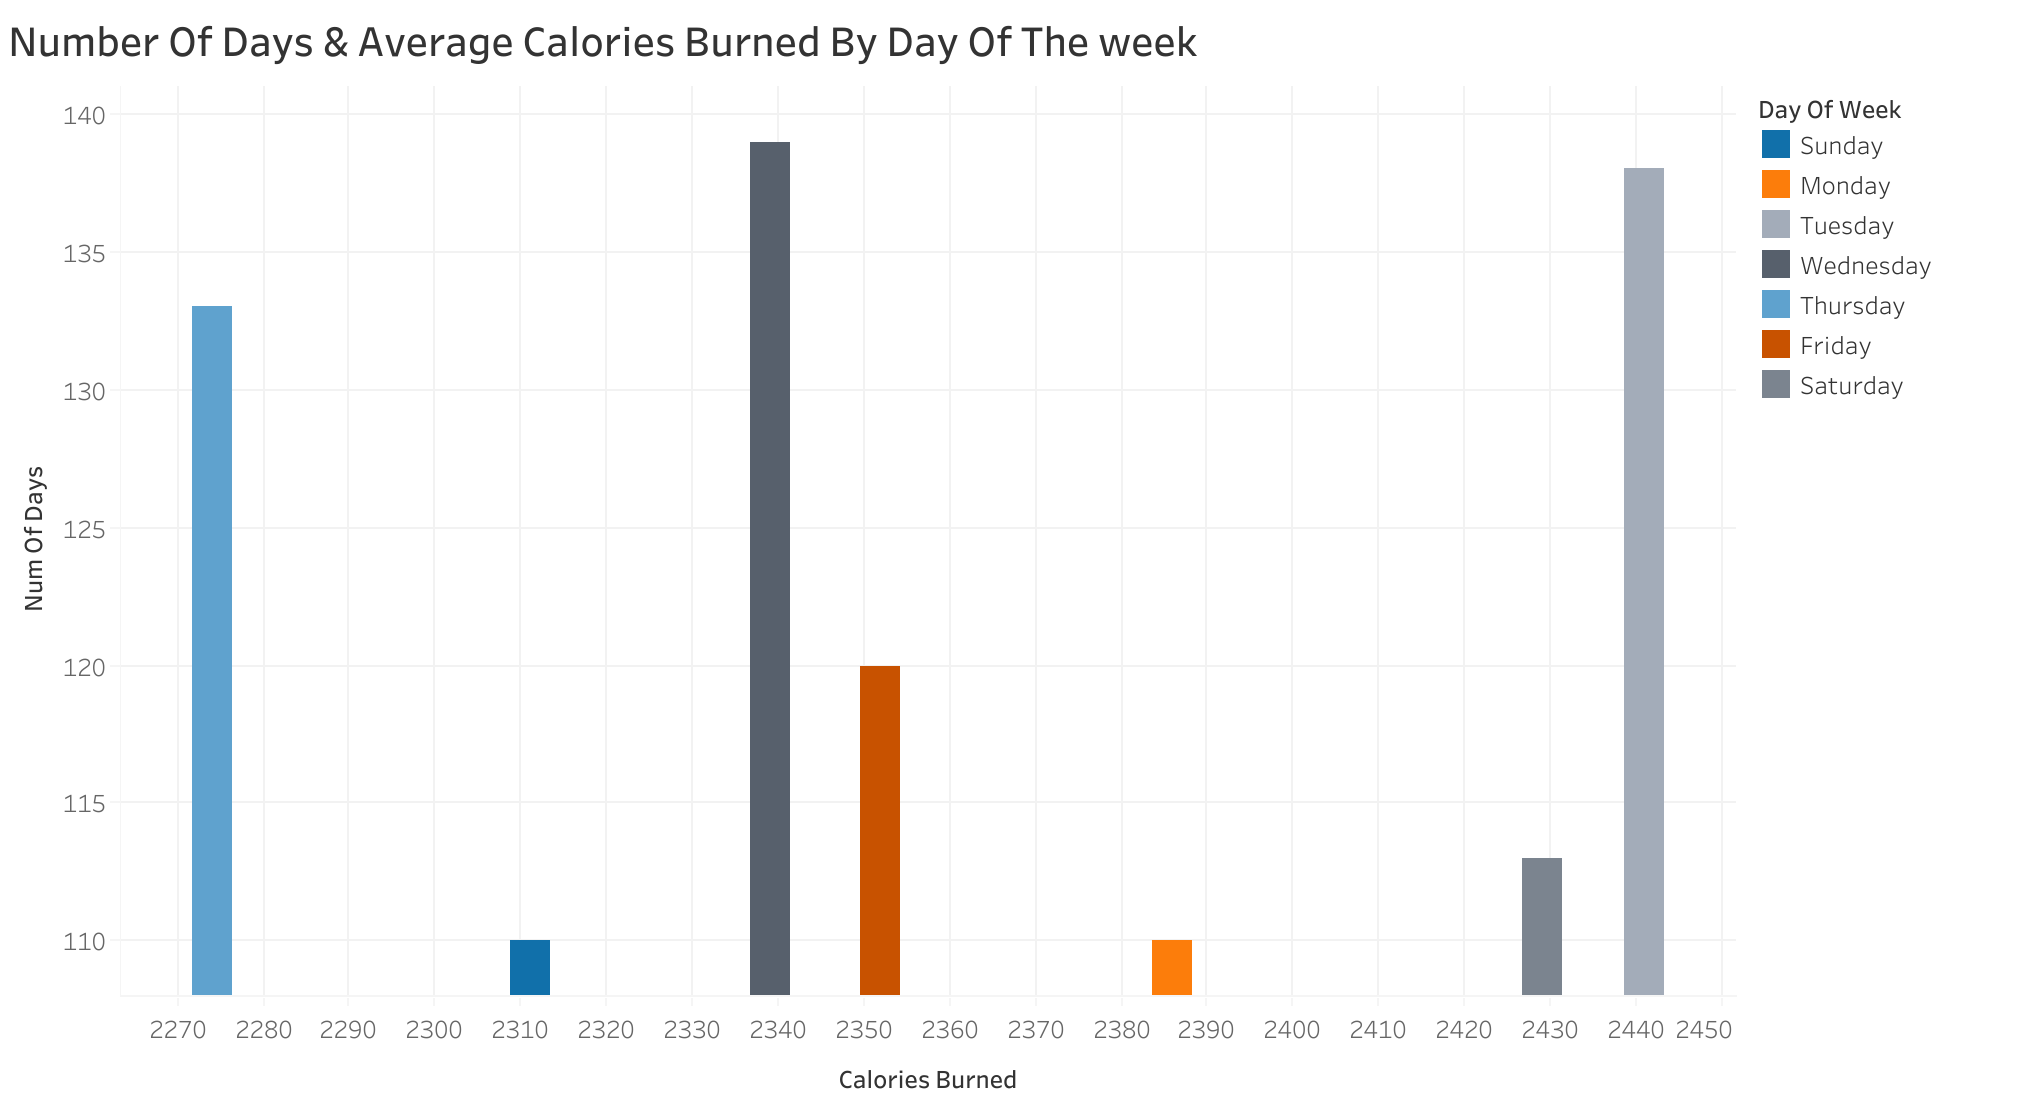 Number Of Days & Average Calories Burned By Day Of The week
Day Of Week
Sunday
Monday
Tuesday
Wednesday
Thursday
Friday
Saturday
Num Of Days
140
135
130
125
120
115
110
2270 2280 2290 2300 2310 2320 2330 2340 2350 2360 2370 2380 2390 2400 2410 2420 2430 2440 2450
Calories Burned